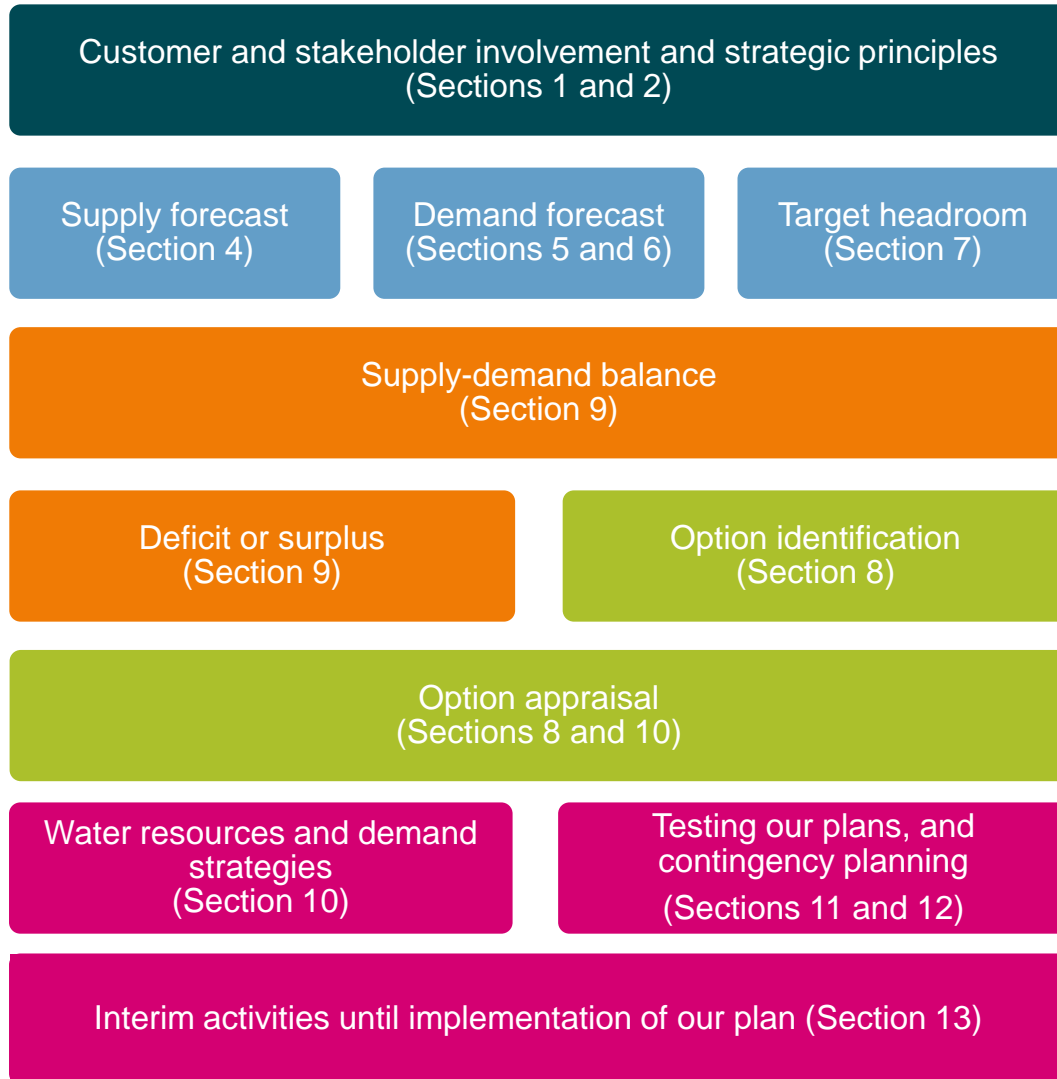 Customer and stakeholder involvement and strategic principles
(Sections 1 and 2)
Supply forecast
(Section 4)
Demand forecast
(Sections 5 and 6)
Target headroom
(Section 7)
Supply-demand balance
(Section 9)
Deficit or surplus
(Section 9)
Option identification
(Section 8)
Option appraisal
(Sections 8 and 10)
Water resources and demand
strategies
(Section 10)
Testing our plans, and
contingency planning
(Sections 11 and 12)
Interim activities until implementation of our plan (Section 13)